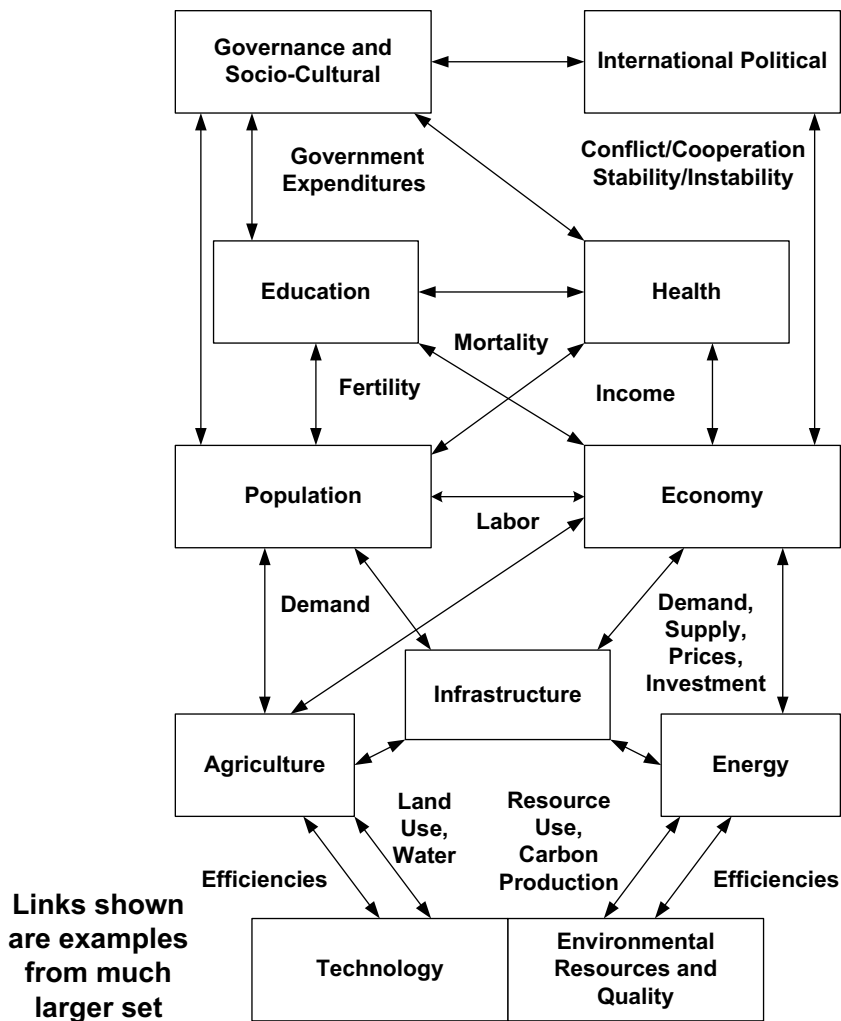 Governance and
Socio-Cultural
International Political
Government
Expenditures
Conflict/Cooperation
Stability/Instability
Education
Health
Mortality
Fertility
Income
Population
Economy
Labor
Demand
Demand,
Supply,
Prices,
Investment
Infrastructure
Agriculture
Energy
Land
Use,
Water
Resource
Use,
Carbon
Production
Efficiencies
Efficiencies
Links shown
are examples
from much
larger set
Technology
Environmental
Resources and
Quality